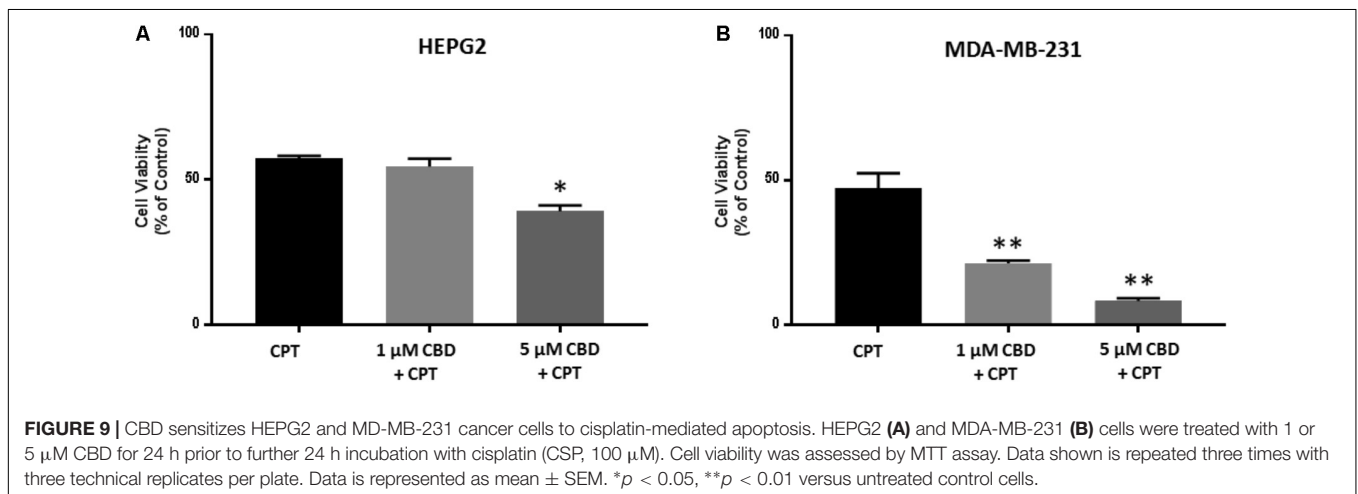 A
HEPG2
100
50
0
Cell Viabilty
(% of Control)
*
CPT
1 µM CBD
+ CPT
5 µM CBD
+ CPT
B
MDA-MB-231
100
50
0
Cell Viabilty
(% of Control)
**
**
CPT
1 µM CBD
+ CPT
5 µM CBD
+ CPT
FIGURE 9 | CBD sensitizes HEPG2 and MD-MB-231 cancer cells to cisplatin-mediated apoptosis. HEPG2 (A) and MDA-MB-231 (B) cells were treated with 1 or
5 µM CBD for 24 h prior to further 24 h incubation with cisplatin (CSP, 100 µM). Cell viability was assessed by MTT assay. Data shown is repeated three times with
three technical replicates per plate. Data is represented as mean ± SEM. *p < 0.05, **p < 0.01 versus untreated control cells.